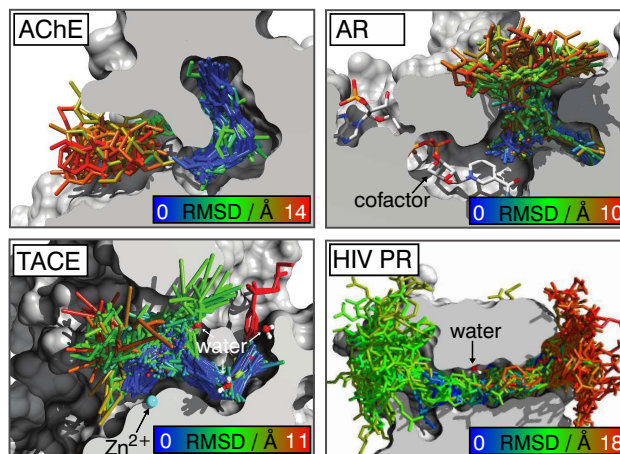 AChE
0 RMSD / Å 14
AR
cofactor
0 RMSD / Å 10
TACE
water
Zn2+
0 RMSD / Å 11
HIV PR
water
0 RMSD / Å 18